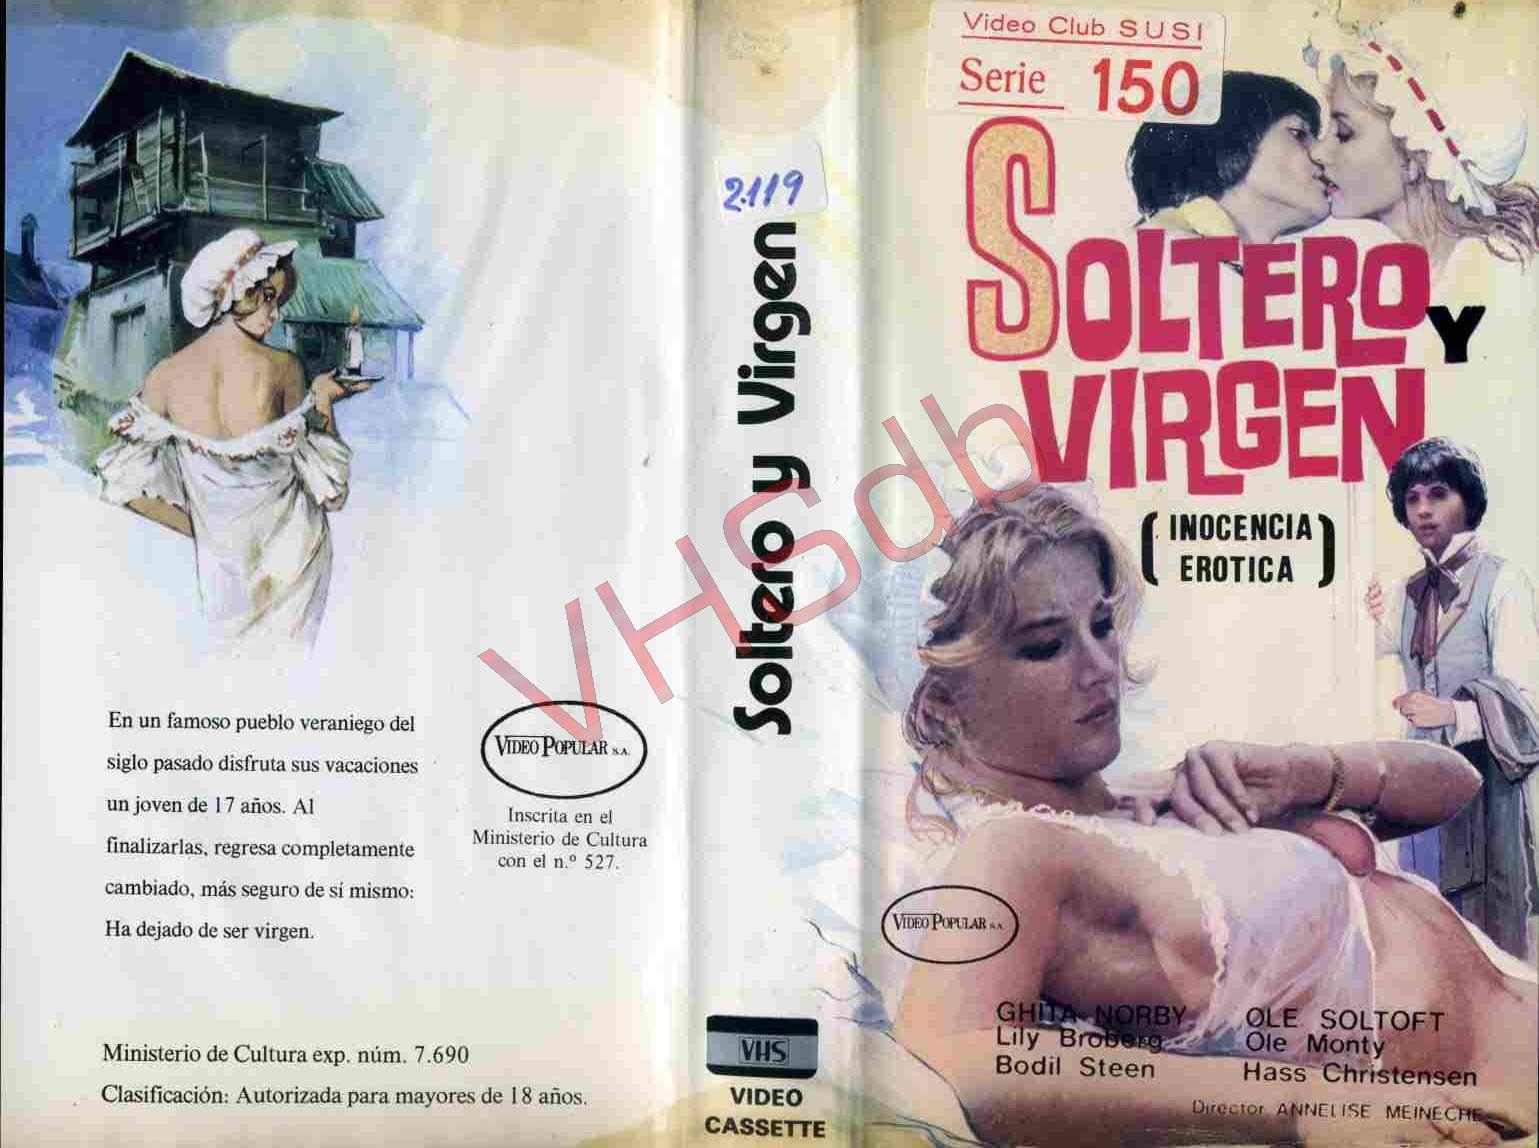 En un famoso pueblo veraniego del
siglo pasado disfruta sus vacaciones
un joven de 17 años. Al
finalizarlas, regresa completamente
cambiado, más seguro de sí mismo:
Ha dejado de ser virgen.
VIDEO POPULAR S.A.
Inscrita en el
Ministerio de Cultura
con el n.º 527.
Ministerio de Cultura exp. núm. 7.690
Clasificación: Autorizada para mayores de 18 años.
2.119
Soltero y Virgen
VHS
VIDEO
CASSETTE
VHSdb
Video Club SUSI
Serie 150
SOLTERO Y
VIRGEN
(INOCENCIA
EROTICA)
VIDEO POPULAR S.A.
GHITA NORBY
Lily Broberg
Bodil Steen
OLE SOLTOFT
Ole Monty
Hass Christensen
Director ANNELISE MEINECHE